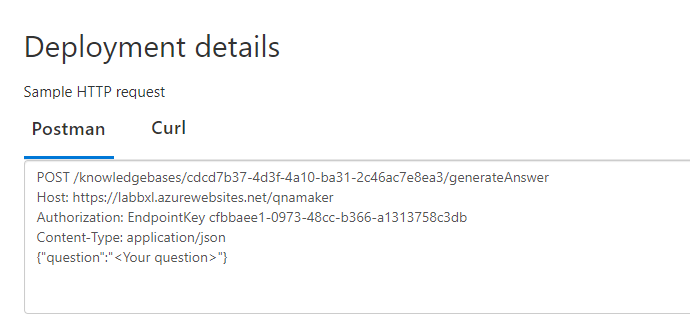 Deployment details
Sample HTTP request
Postman Curl
POST /knowledgebases/cdcd7b37-4d3f-4a10-ba31-2c46ac7e8ea3/generateAnswer
Host: https://labbxl.azurewebsites.net/qnamaker
Authorization: EndpointKey cfbbaee1-0973-48cc-b366-a1313758c3db
Content-Type: application/json
{"question":"<Your question>"}